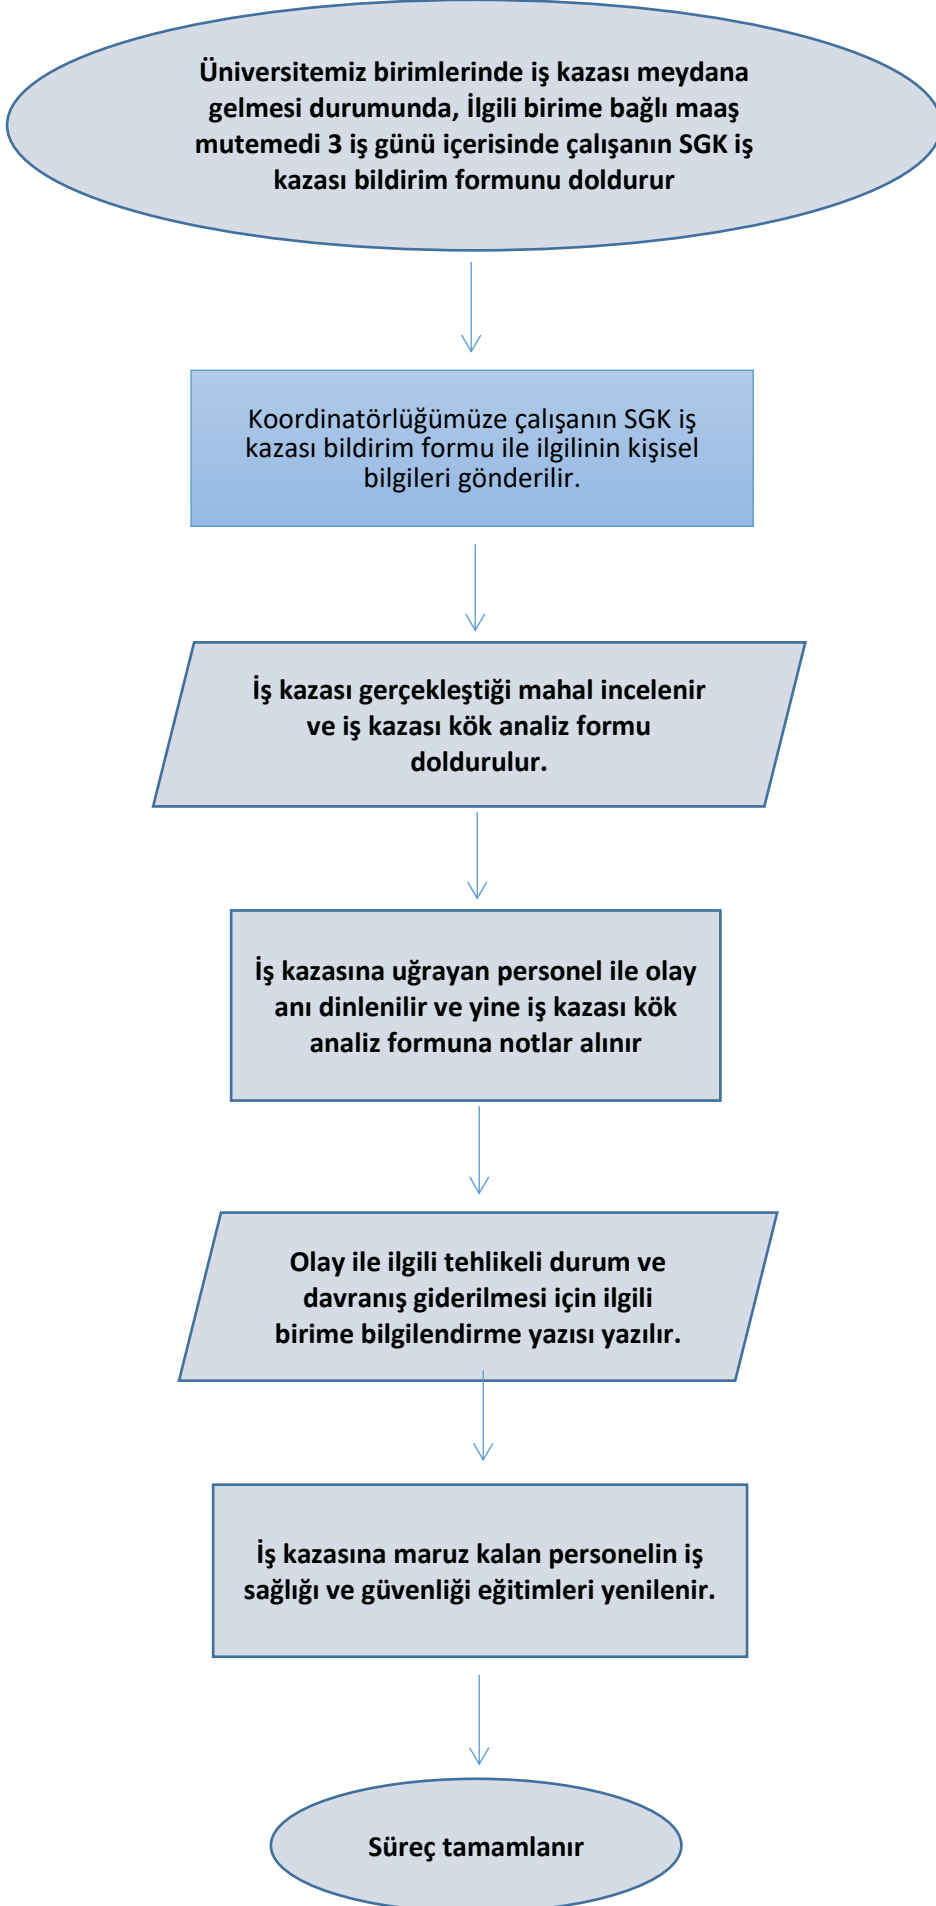 Üniversitemiz birimlerinde iş kazası meydana
gelmesi durumunda, İlgili birime bağlı maaş
mutemedi 3 iş günü içerisinde çalışanın SGK iş
kazası bildirim formunu doldurur
Koordinatörlüğümüze çalışanın SGK iş
kazası bildirim formu ile ilgilinin kişisel
bilgileri gönderilir.
İş kazası gerçekleştiği mahal incelenir
ve iş kazası kök analiz formu
doldurulur.
İş kazasına uğrayan personel ile olay
anı dinlenilir ve yine iş kazası kök
analiz formuna notlar alınır
Olay ile ilgili tehlikeli durum ve
davranış giderilmesi için ilgili
birime bilgilendirme yazısı yazılır.
İş kazasına maruz kalan personelin iş
sağlığı ve güvenliği eğitimleri yenilenir.
Süreç tamamlanır